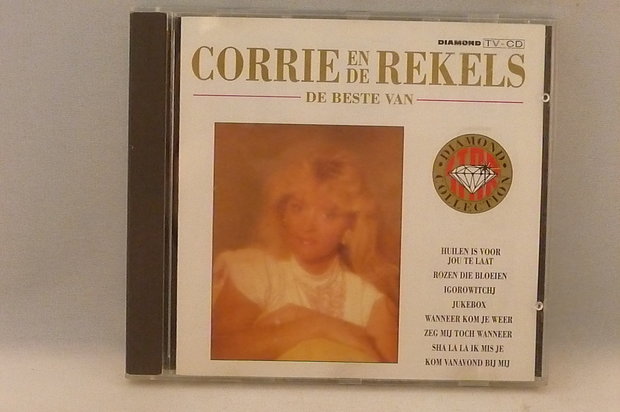 DIAMOND TV-CD
CORRIE EN DE REKELS
DE BESTE VAN
DIAMOND COLLECTION
HUILEN IS VOOR
JOU TE LAAT
ROZEN DIE BLOEIEN
IGOROWITCHJ
JUKEBOX
WANNEER KOM JE WEER
ZEG MIJ TOCH WANNEER
SHA LA LA IK MIS JE
KOM VANAVOND BIJ MIJ